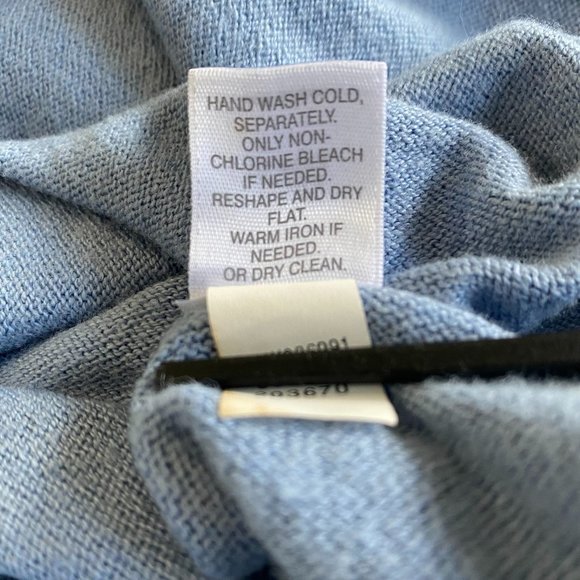 HAND WASH COLD,
SEPARATELY.
ONLY NON-
CHLORINE BLEACH
IF NEEDED.
RESHAPE AND DRY
FLAT.
WARM IRON IF
NEEDED.
OR DRY CLEAN.